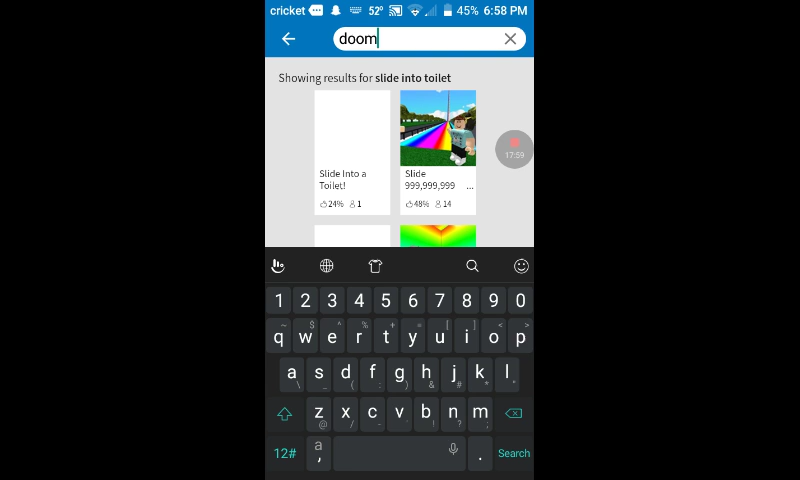 cricket 52° 45% 6:58 PM
doom
Showing results for slide into toilet
17:59
Slide Into a
Toilet!
Slide
999,999,999 ...
24% 1
48% 14
1 2 3 4 5 6 7 8 9 0
q w e r t y u i o p
a s d f g h j k l
z x c v b n m
12# a , . Search